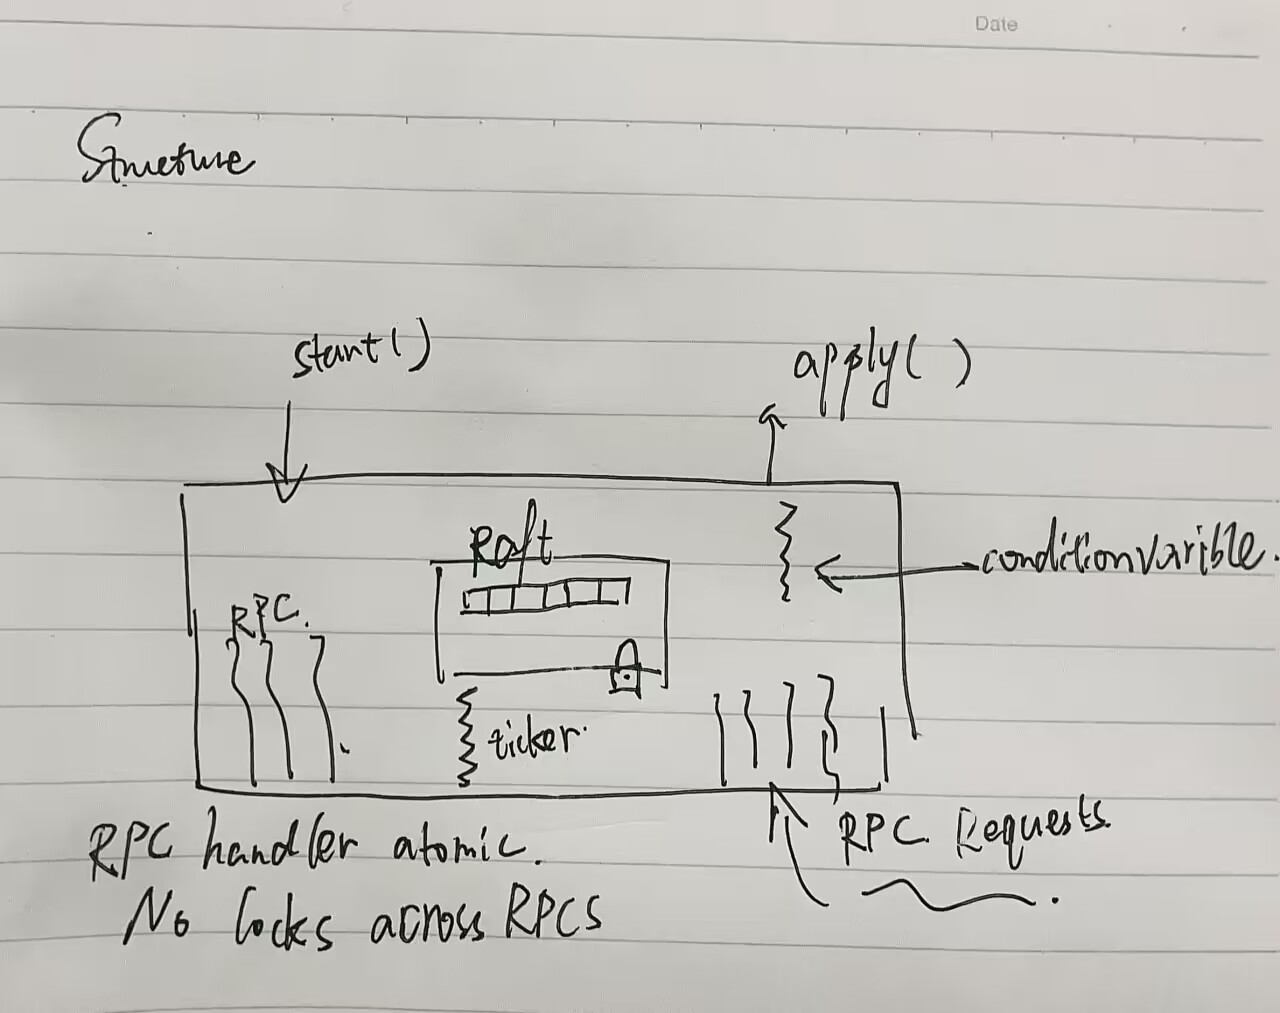 Date
Structure
start()
apply( )
Raft
conditionvarible.
RPC.
ticker.
RPC Requests
RPC handler atomic.
No locks across RPCs